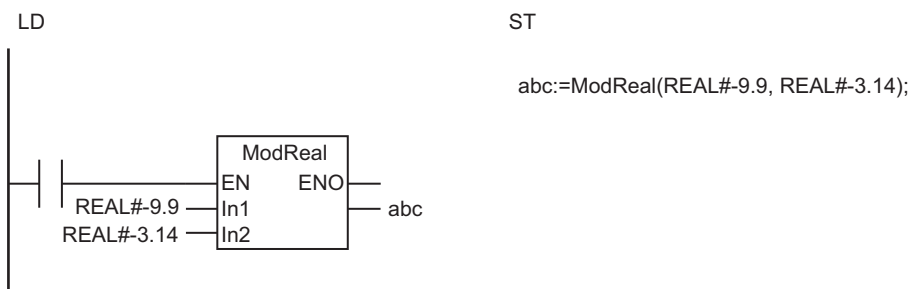 LD
ST
abc:=ModReal(REAL#-9.9, REAL#-3.14);
ModReal
EN ENO
REAL#-9.9 In1 abc
REAL#-3.14 In2